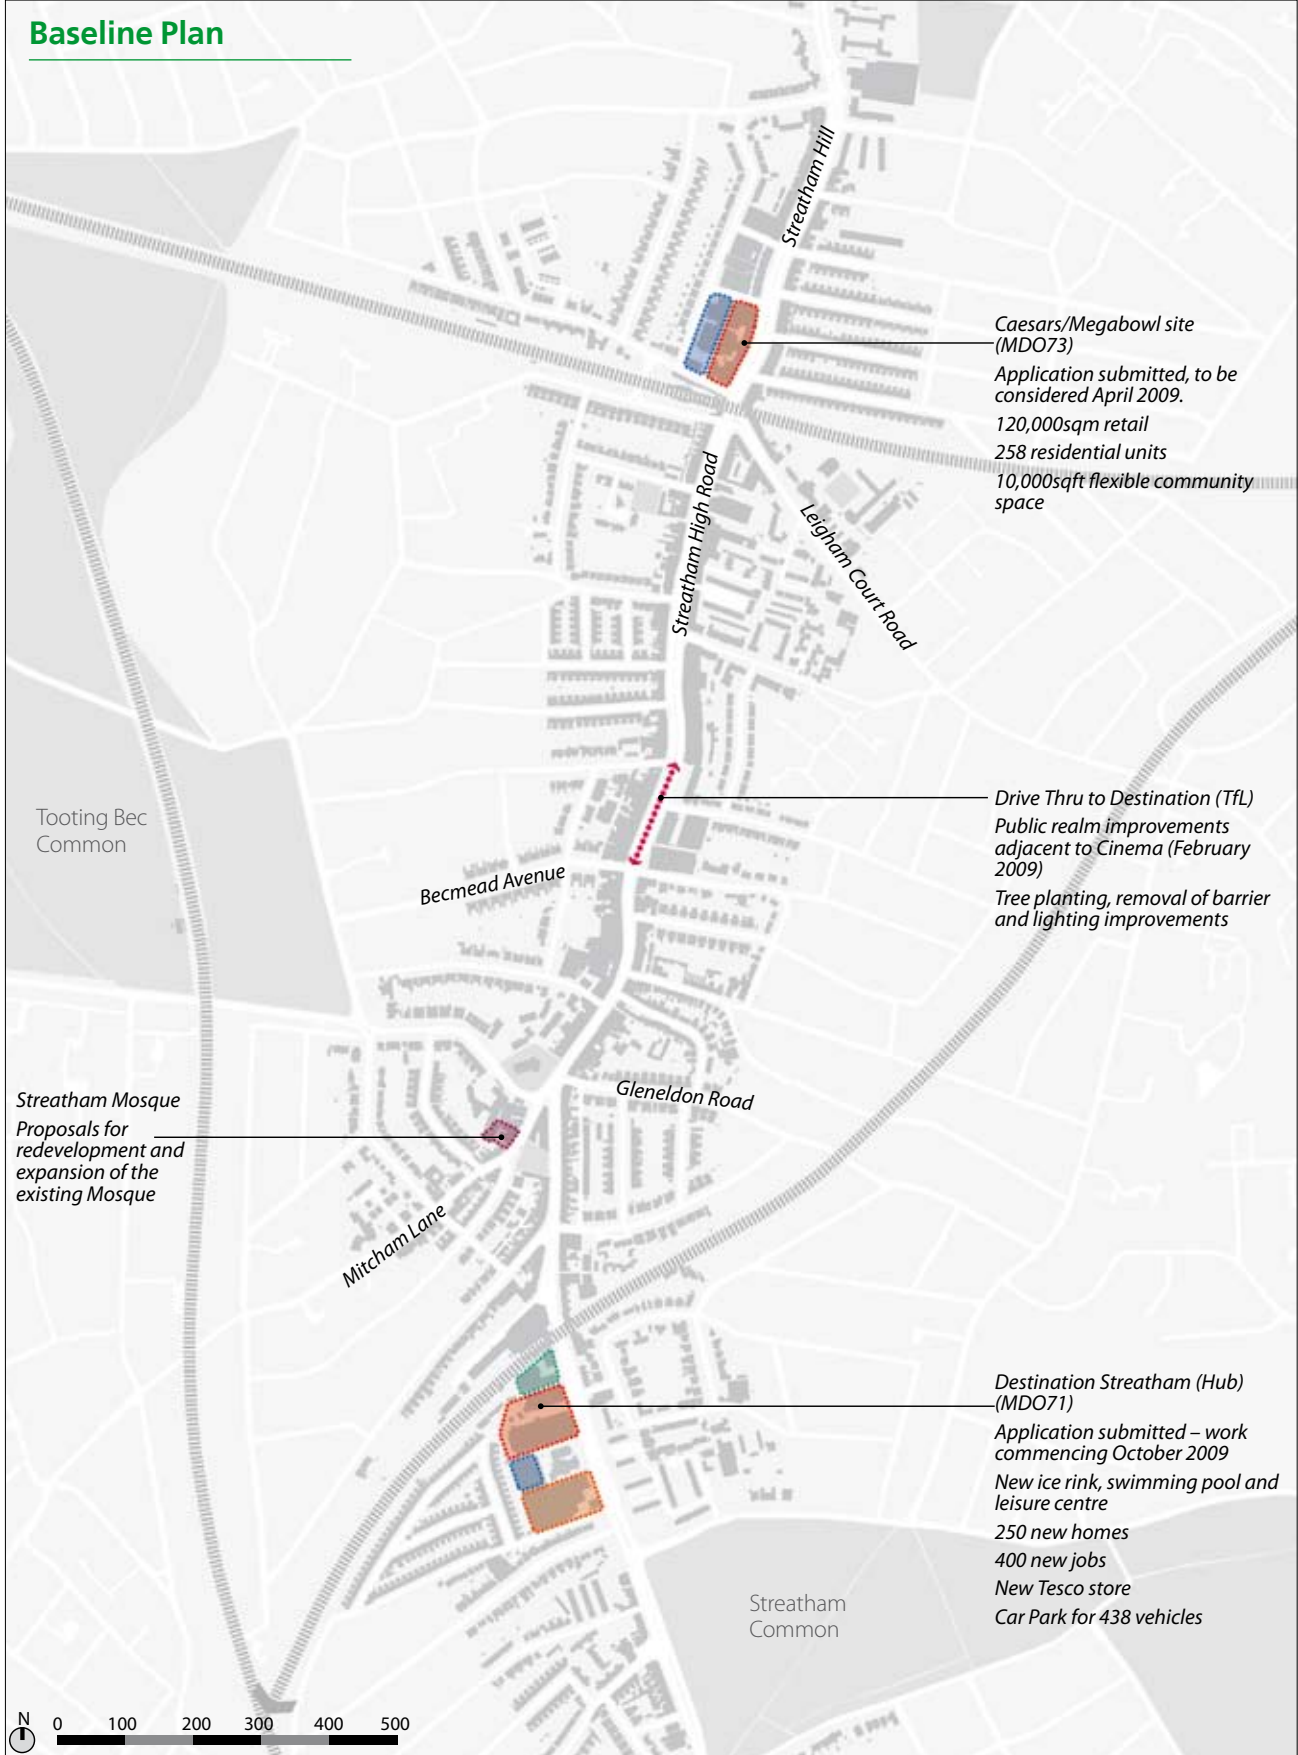 Baseline Plan
Streatham Hill
Caesars/Megabowl site
(MDO73)
Application submitted, to be
considered April 2009.
120,000sqm retail
258 residential units
10,000sqft flexible community
space
Streatham High Road
Leigham Court Road
Tooting Bec
Common
Drive Thru to Destination (TfL)
Public realm improvements
adjacent to Cinema (February
2009)
Tree planting, removal of barrier
and lighting improvements
Becmead Avenue
Streatham Mosque
Proposals for
redevelopment and
expansion of the
existing Mosque
Gleneldon Road
Mitcham Lane
Destination Streatham (Hub)
(MDO71)
Application submitted – work
commencing October 2009
New ice rink, swimming pool and
leisure centre
250 new homes
400 new jobs
New Tesco store
Car Park for 438 vehicles
Streatham
Common
N
0 100 200 300 400 500